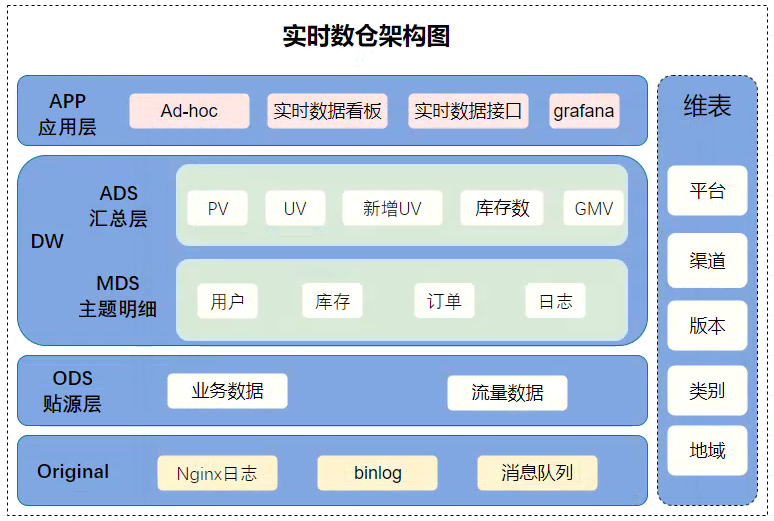 实时数仓架构图
APP
应用层
Ad-hoc
实时数据看板
实时数据接口
grafana
DW
ADS
汇总层
PV
UV
新增UV
库存数
GMV
MDS
主题明细
用户
库存
订单
日志
ODS
贴源层
业务数据
流量数据
Original
Nginx日志
binlog
消息队列
维表
平台
渠道
版本
类别
地域